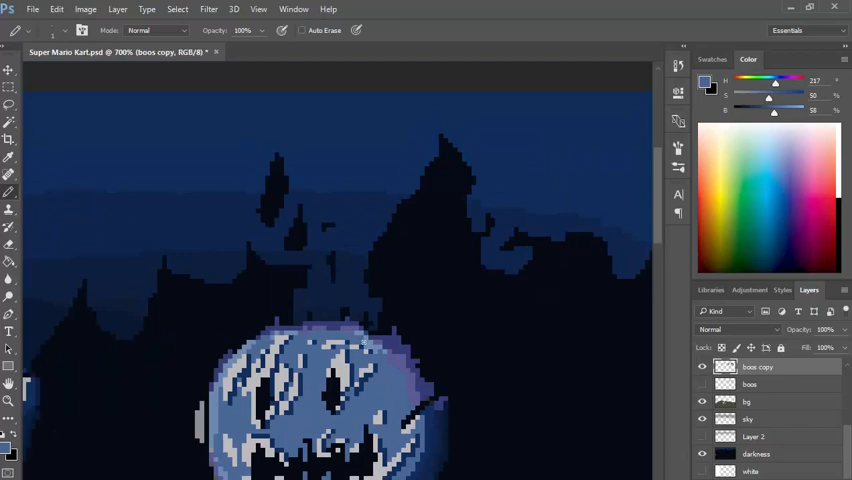 Ps File Edit Image Layer Type Select Filter 3D View Window Help
1 Mode: Normal Opacity: 100% Auto Erase Essentials
Super Mario Kart.psd @ 700% (boos copy, RGB/8) * ×
Swatches Color
H 217
S 50 %
B 58 %
Libraries Adjustment Styles Layers
Kind
Normal Opacity: 100%
Lock: Fill: 100%
boos copy
boos
bg
sky
Layer 2
darkness
white